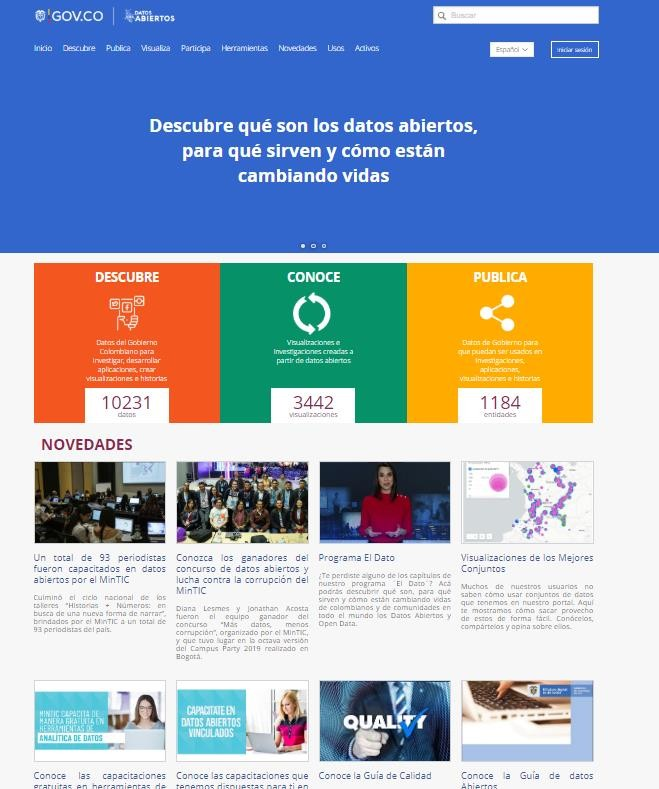 GOV.CO
DATOS
ABIERTOS
Buscar
Inicio Descubre Publica Visualiza Participa Herramientas Novedades Usos Activos
Español
Iniciar sesión
Descubre qué son los datos abiertos,
para qué sirven y cómo están
cambiando vidas
DESCUBRE
Datos del Gobierno
Colombiano para
investigar, desarrollar
aplicaciones, crear
visualizaciones e historias
10231
datos
CONOCE
Visualizaciones e
investigaciones creadas a
partir de datos abiertos
3442
visualizaciones
PUBLICA
Datos de Gobierno para
que puedan ser usados en
investigaciones,
aplicaciones,
visualizaciones e historias
1184
entidades
NOVEDADES
Un total de 93 periodistas
fueron capacitados en datos
abiertos por el MinTIC
Culminó el ciclo nacional de los
talleres "Historias + Números: en
busca de una nueva forma de narrar",
brindados por el MinTIC a un total de
93 periodistas del país.
Conozca los ganadores del
concurso de datos abiertos y
lucha contra la corrupción del
MinTIC
Diana Lesmes y Jonathan Acosta
fueron el equipo ganador del
concurso "Más datos, menos
corrupción", organizado por el MinTIC,
y que tuvo lugar en la octava versión
del Campus Party 2019 realizado en
Bogotá.
Programa El Dato
¿Te perdiste alguno de los capítulos de
nuestro programa ¨El Dato¨? Acá
podrás descubrir qué son, para qué
sirven y cómo están cambiando vidas
de colombianos y de comunidades en
todo el mundo los Datos Abiertos y
Open Data.
Visualizaciones de los Mejores
Conjuntos
Muchos de nuestros usuarios no
saben cómo usar conjuntos de datos
que tenemos en nuestro portal. Aquí
te mostramos cómo sacar provecho
de estos de forma fácil. Conócelos,
compártelos y opina sobre ellos.
MINTIC CAPACITA DE
MANERA GRATUITA EN
HERRAMIENTAS DE
ANALÍTICA DE DATOS
CAPACITATE EN
DATOS ABIERTOS
VINCULADOS
QUALITY
Conoce las capacitaciones
gratuitas en herramientas de
Conoce las capacitaciones que
tenemos dispuestas para ti en
Conoce la Guía de Calidad
Conoce la Guía de datos
Abiertos